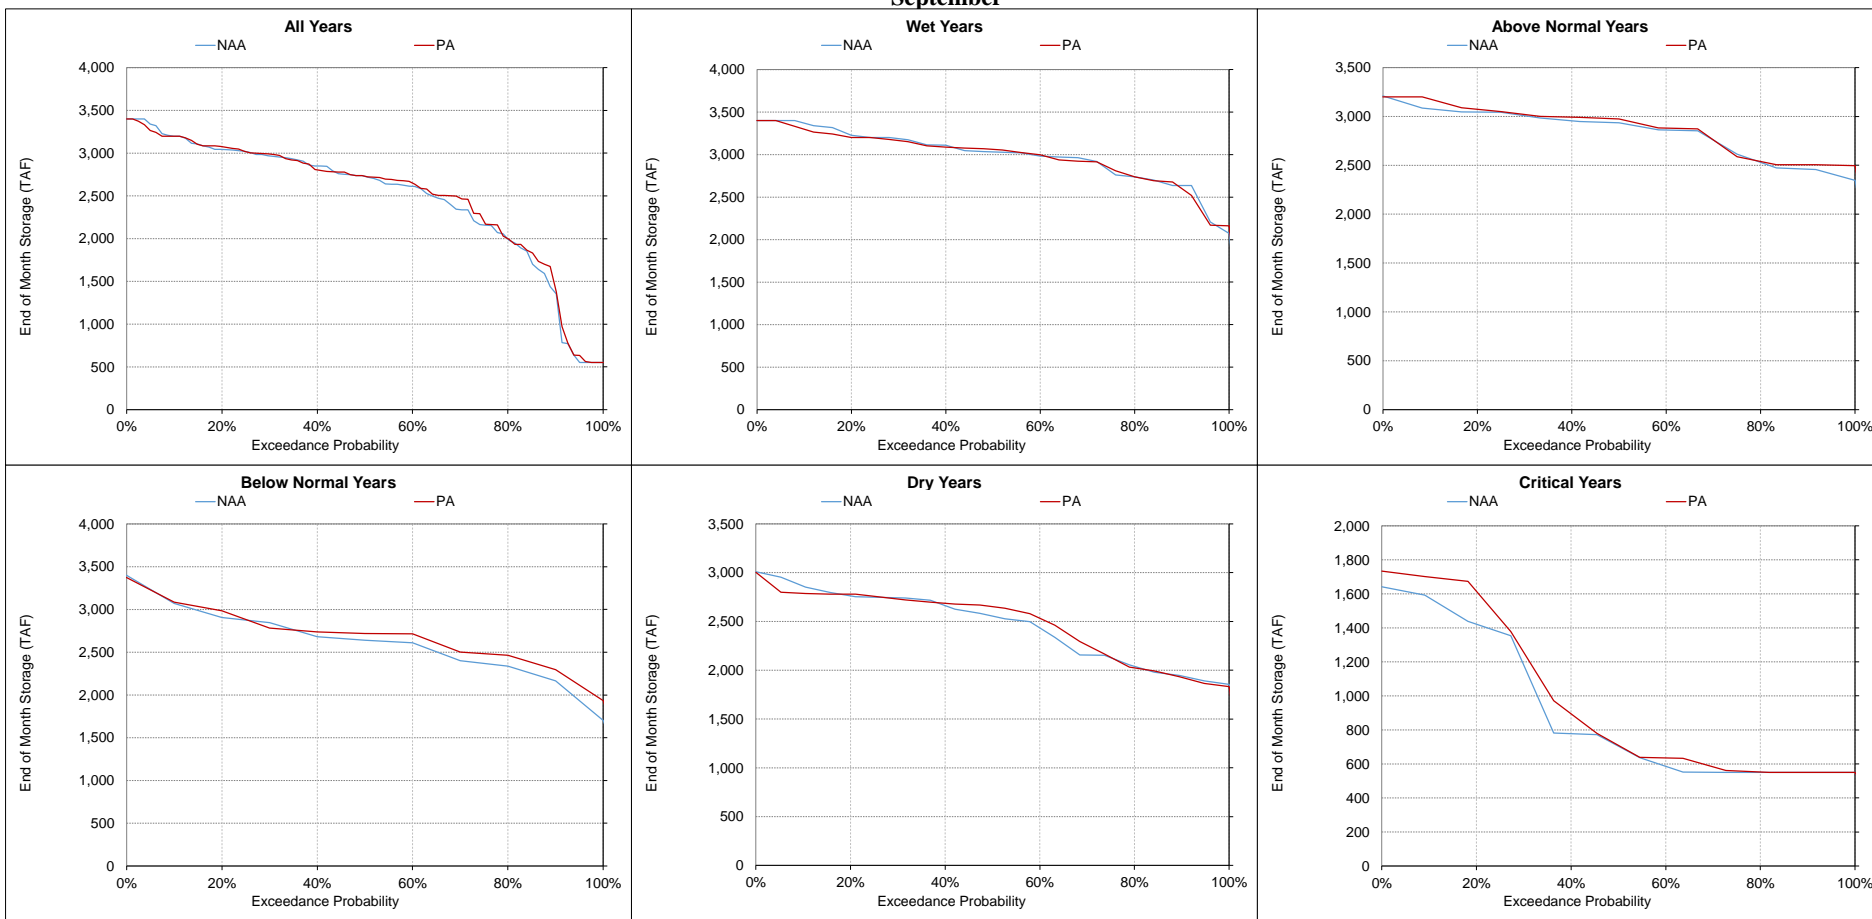 September
All Years
NAA PA
4,000
3,500
3,000
2,500
2,000
1,500
1,000
500
0
End of Month Storage (TAF)
0% 20% 40% 60% 80% 100%
Exceedance Probability
Wet Years
NAA PA
4,000
3,500
3,000
2,500
2,000
1,500
1,000
500
0
End of Month Storage (TAF)
0% 20% 40% 60% 80% 100%
Exceedance Probability
Above Normal Years
NAA PA
3,500
3,000
2,500
2,000
1,500
1,000
500
0
End of Month Storage (TAF)
0% 20% 40% 60% 80% 100%
Exceedance Probability
Below Normal Years
NAA PA
4,000
3,500
3,000
2,500
2,000
1,500
1,000
500
0
End of Month Storage (TAF)
0% 20% 40% 60% 80% 100%
Exceedance Probability
Dry Years
NAA PA
3,500
3,000
2,500
2,000
1,500
1,000
500
0
End of Month Storage (TAF)
0% 20% 40% 60% 80% 100%
Exceedance Probability
Critical Years
NAA PA
2,000
1,800
1,600
1,400
1,200
1,000
800
600
400
200
0
End of Month Storage (TAF)
0% 20% 40% 60% 80% 100%
Exceedance Probability